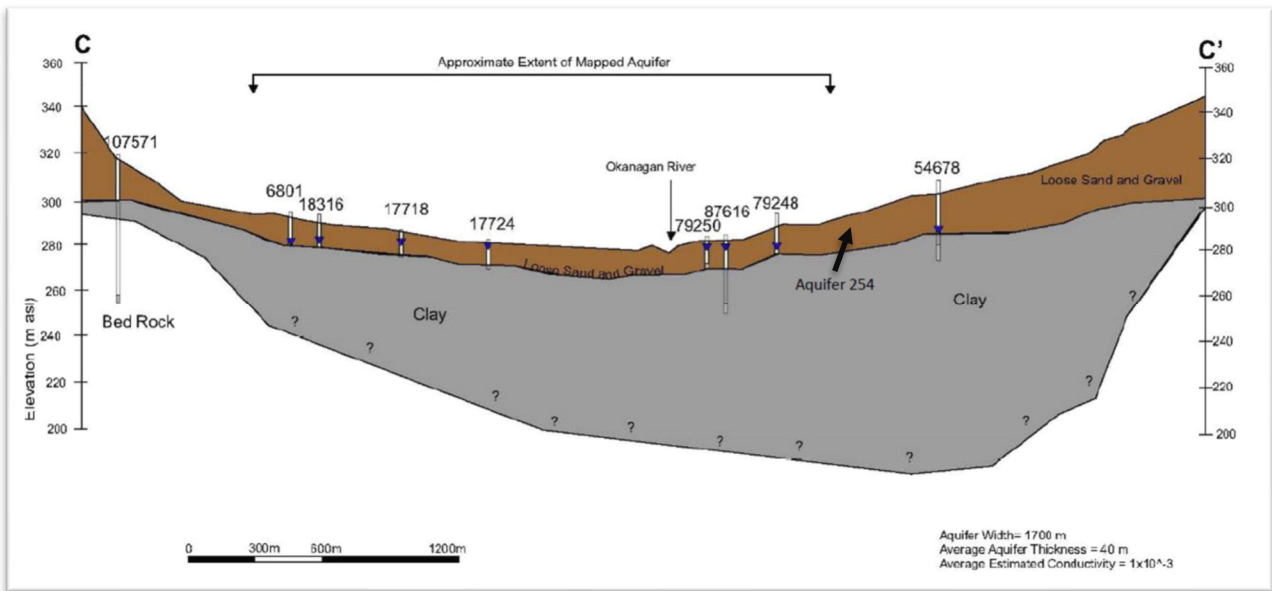 C
C'
Approximate Extent of Mapped Aquifer
360
340
320
300
280
260
240
220
200
Elevation (m asl)
360
340
320
300
280
260
240
220
200
107571
6801
18316
17718
17724
Okanagan River
79250
87616
79248
54678
Loose Sand and Gravel
Loose Sand and Gravel
Aquifer 254
Bed Rock
Clay
Clay
?
?
?
?
?
?
?
?
?
?
?
0
300m
600m
1200m
Aquifer Width= 1700 m
Average Aquifer Thickness = 40 m
Average Estimated Conductivity = 1x10^-3